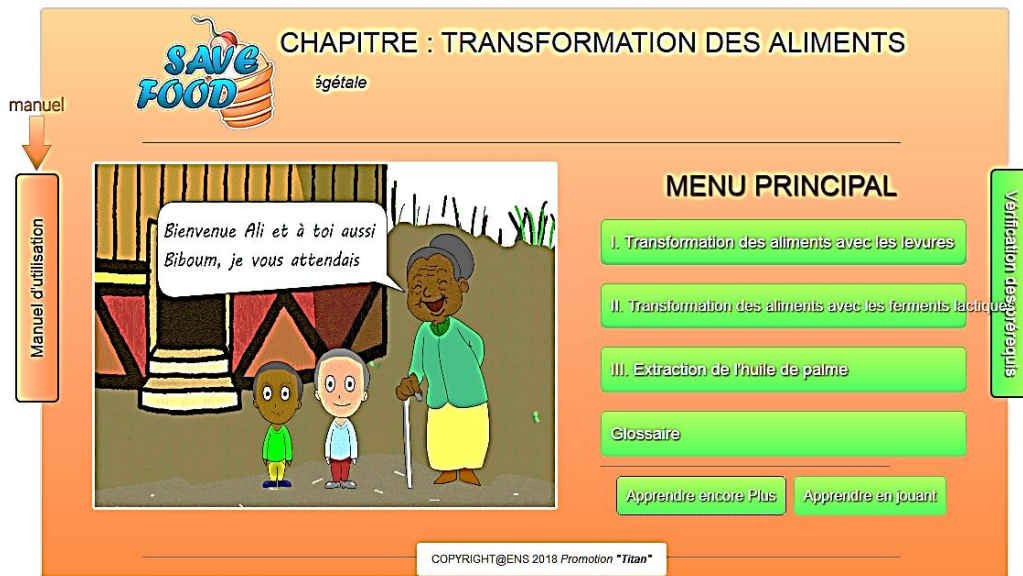 SAVE
FOOD
CHAPITRE : TRANSFORMATION DES ALIMENTS
égétale
manuel
Manuel d'utilisation
Bienvenue Ali et à toi aussi
Biboum, je vous attendais
MENU PRINCIPAL
I. Transformation des aliments avec les levures
II. Transformation des aliments avec les ferments lactiques
III. Extraction de l'huile de palme
Glossaire
Apprendre encore Plus
Apprendre en jouant
Vérification des prérequis
COPYRIGHT@ENS 2018 Promotion "Titan"